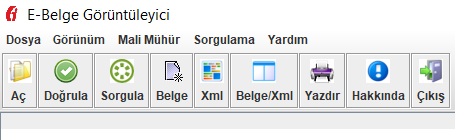 E-Belge Görüntüleyici
Dosya Görünüm Mali Mühür Sorgulama Yardım
Aç Doğrula Sorgula Belge Xml Belge/Xml Yazdır Hakkında Çıkış